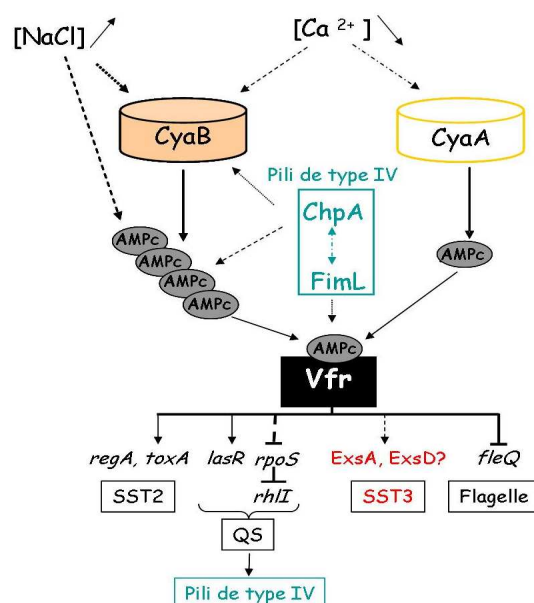 [NaCl] [Ca 2+ ]
CyaB CyaA
Pili de type IV
ChpA
FimL
AMPc
AMPc
AMPc
AMPc
AMPc
AMPc
Vfr
regA, toxA lasR rpoS ExsA, ExsD? fleQ
SST2 rhlI SST3 Flagelle
QS
Pili de type IV